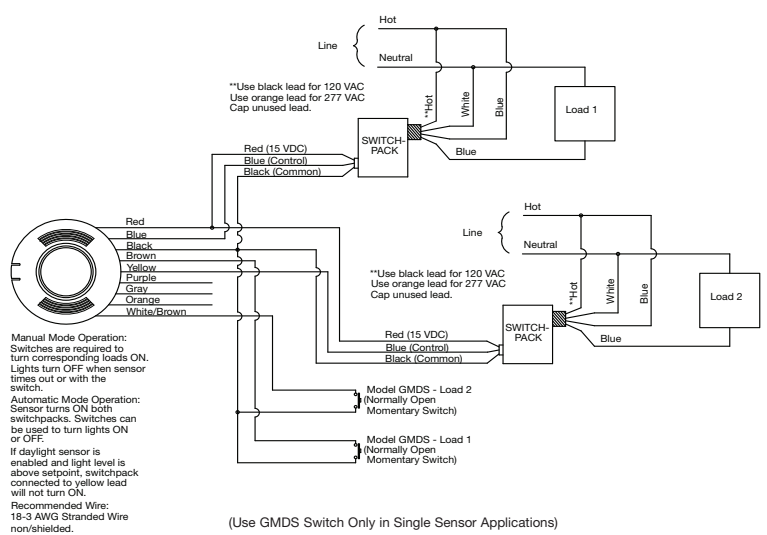 Hot
Line
Neutral
**Use black lead for 120 VAC
Use orange lead for 277 VAC
Cap unused lead.
**Hot
White
Blue
Load 1
SWITCH-
PACK
Blue
Red (15 VDC)
Blue (Control)
Black (Common)
Red
Blue
Black
Brown
Yellow
Purple
Gray
Orange
White/Brown
Hot
Line
Neutral
**Use black lead for 120 VAC
Use orange lead for 277 VAC
Cap unused lead.
**Hot
White
Blue
Load 2
SWITCH-
PACK
Blue
Red (15 VDC)
Blue (Control)
Black (Common)
Manual Mode Operation:
Switches are required to
turn corresponding loads ON.
Lights turn OFF when sensor
times out or with the
switch.
Automatic Mode Operation:
Sensor turns ON both
switchpacks. Switches can
be used to turn lights ON
or OFF.
If daylight sensor is
enabled and light level is
above setpoint, switchpack
connected to yellow lead
will not turn ON.
Recommended Wire:
18-3 AWG Stranded Wire
non/shielded.
Model GMDS - Load 2
(Normally Open
Momentary Switch)
Model GMDS - Load 1
(Normally Open
Momentary Switch)
(Use GMDS Switch Only in Single Sensor Applications)